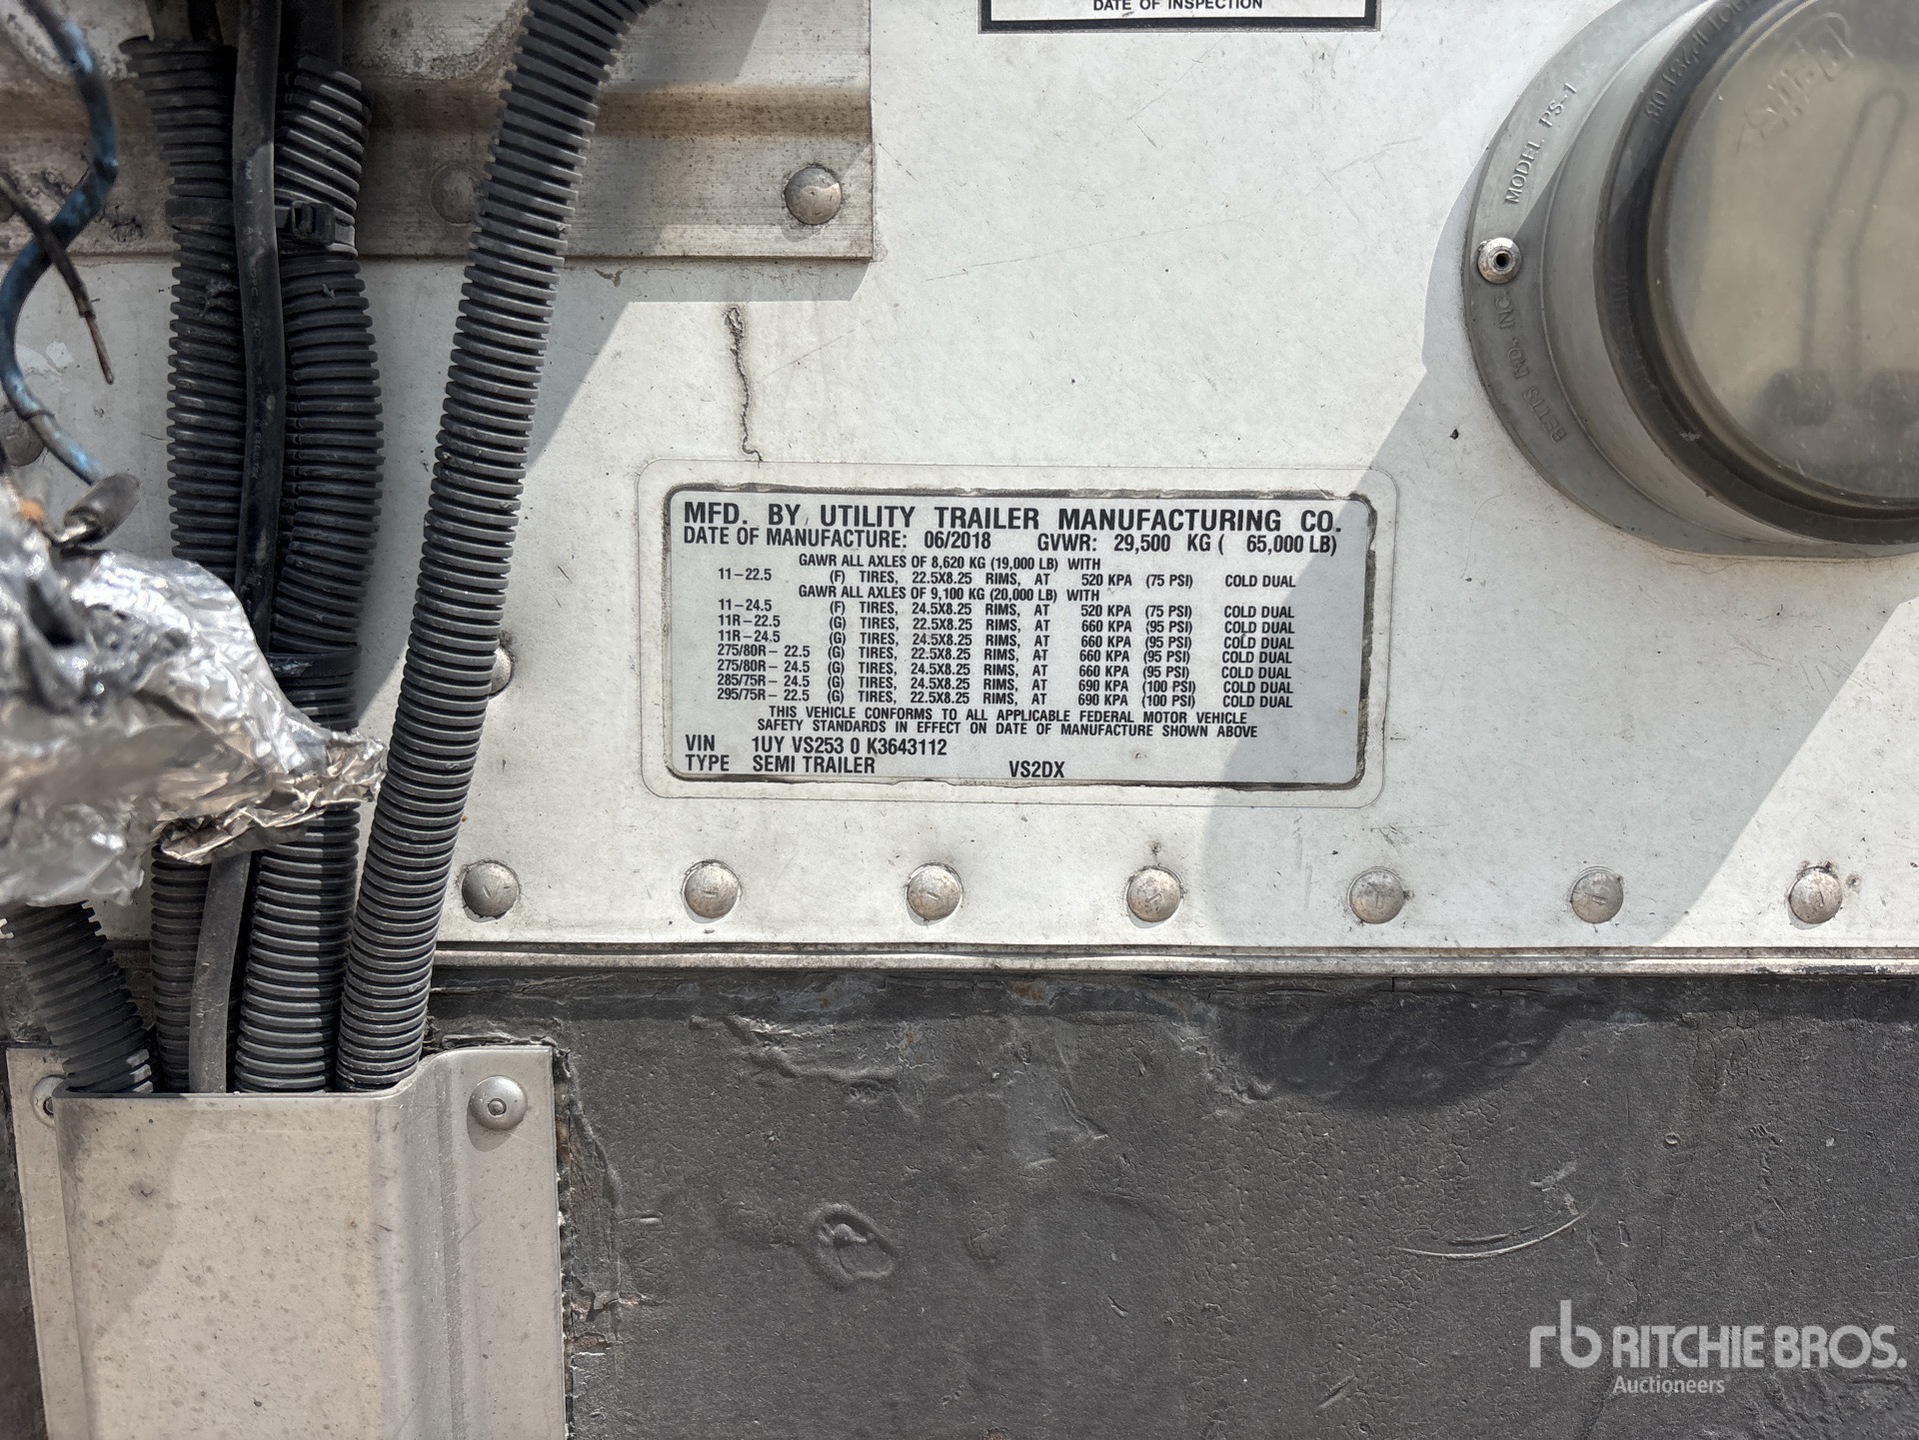 DATE OF INSPECTION
MODEL PS-1
BETTS IND. INC.
MFD. BY UTILITY TRAILER MANUFACTURING CO.
DATE OF MANUFACTURE: 06/2018 GVWR: 29,500 KG ( 65,000 LB)
GAWR ALL AXLES OF 8,620 KG (19,000 LB) WITH
11-22.5 (F) TIRES, 22.5X8.25 RIMS, AT 520 KPA (75 PSI) COLD DUAL
GAWR ALL AXLES OF 9,100 KG (20,000 LB) WITH
11-24.5 (F) TIRES, 24.5X8.25 RIMS, AT 520 KPA (75 PSI) COLD DUAL
11R-22.5 (G) TIRES, 22.5X8.25 RIMS, AT 660 KPA (95 PSI) COLD DUAL
11R-24.5 (G) TIRES, 24.5X8.25 RIMS, AT 660 KPA (95 PSI) COLD DUAL
275/80R-22.5 (G) TIRES, 22.5X8.25 RIMS, AT 660 KPA (95 PSI) COLD DUAL
275/80R-24.5 (G) TIRES, 24.5X8.25 RIMS, AT 660 KPA (95 PSI) COLD DUAL
285/75R-24.5 (G) TIRES, 24.5X8.25 RIMS, AT 690 KPA (100 PSI) COLD DUAL
295/75R-22.5 (G) TIRES, 22.5X8.25 RIMS, AT 690 KPA (100 PSI) COLD DUAL
THIS VEHICLE CONFORMS TO ALL APPLICABLE FEDERAL MOTOR VEHICLE
SAFETY STANDARDS IN EFFECT ON DATE OF MANUFACTURE SHOWN ABOVE
VIN 1UY VS253 0 K3643112
TYPE SEMI TRAILER VS2DX
rb RITCHIE BROS.
Auctioneers